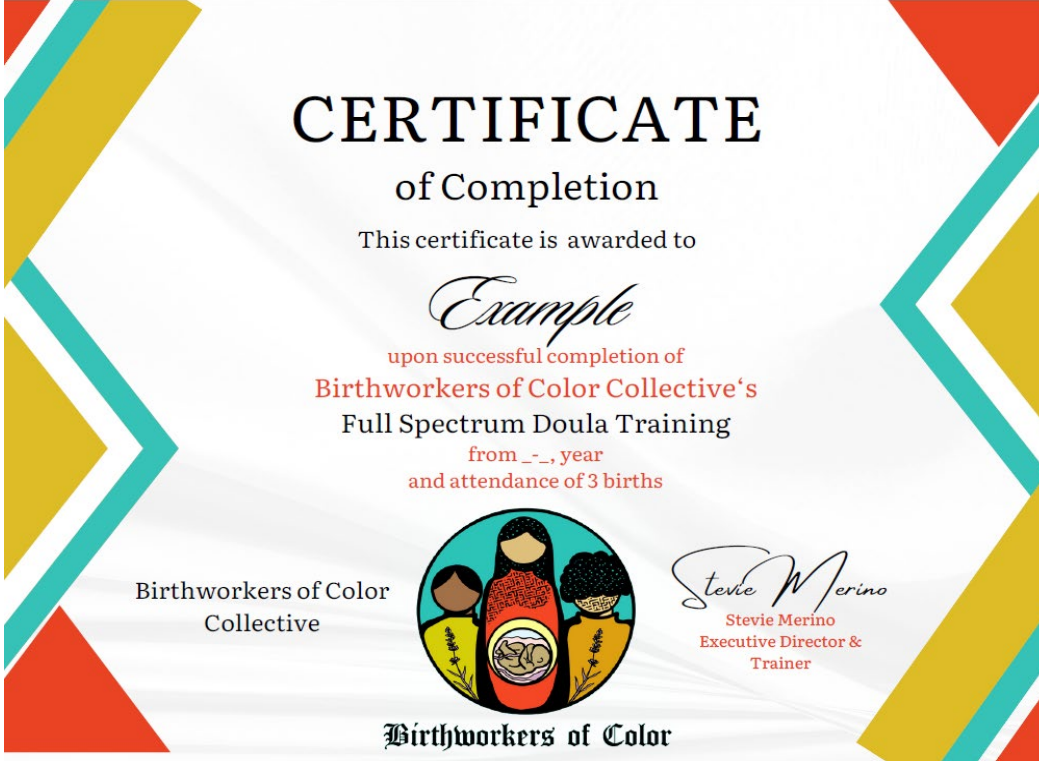 CERTIFICATE
of Completion
This certificate is awarded to
Example
upon successful completion of
Birthworkers of Color Collective‘s
Full Spectrum Doula Training
from _-_, year
and attendance of 3 births
Birthworkers of Color
Collective
Stevie Merino
Stevie Merino
Executive Director &
Trainer
Birthworkers of Color